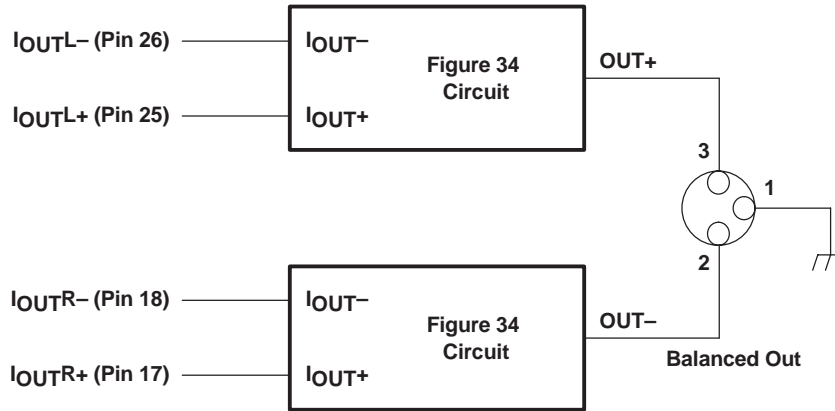 IOUTL– (Pin 26)
IOUT–
Figure 34
Circuit
OUT+
IOUTL+ (Pin 25)
IOUT+
3
1
2
IOUTR– (Pin 18)
IOUT–
Figure 34
Circuit
OUT–
Balanced Out
IOUTR+ (Pin 17)
IOUT+